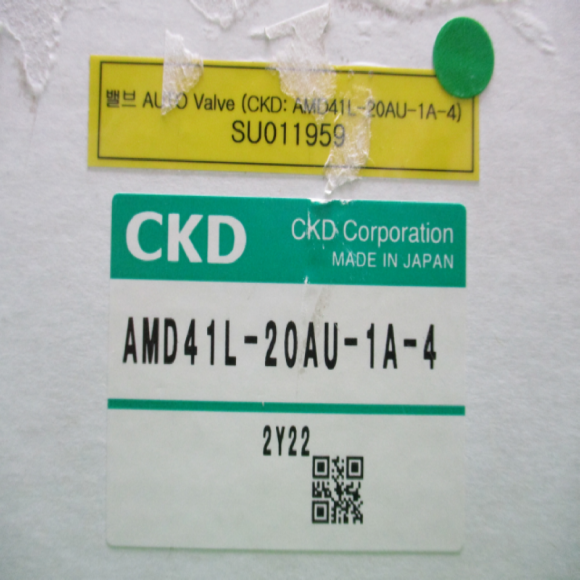 밸브 AUTO Valve (CKD: AMD41L-20AU-1A-4)
SU011959
CKD
CKD Corporation
MADE IN JAPAN
AMD41L-20AU-1A-4
2Y22